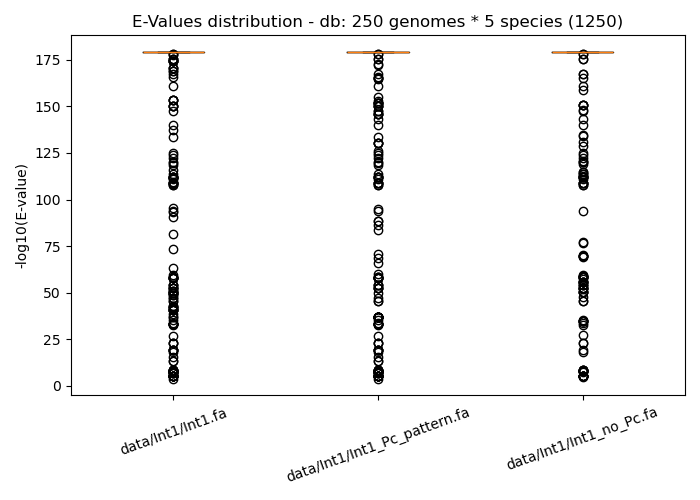 E-Values distribution - db: 250 genomes * 5 species (1250)
-log10(E-value)
175
150
125
100
75
50
25
0
data/Int1/Int1.fa
data/Int1/Int1_Pc_pattern.fa
data/Int1/Int1_no_Pc.fa